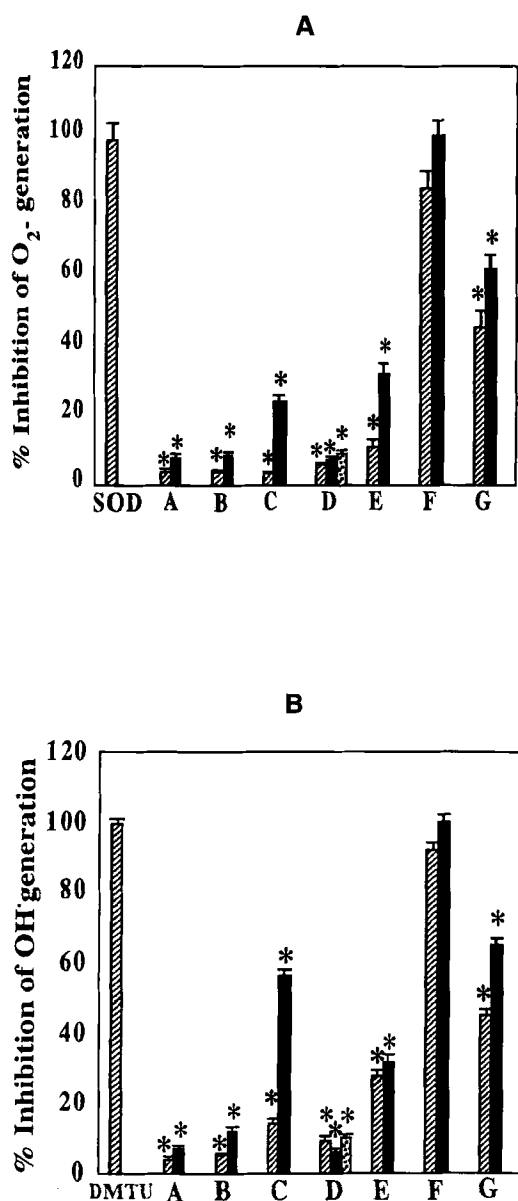 A
% Inhibition of O2- generation
120
100
80
60
40
20
0
* * * * * * * * * * * * *
SOD A B C D E F G
B
% Inhibition of OH· generation
120
100
80
60
40
20
0
* * * * * * * * * * * * *
DMTU A B C D E F G